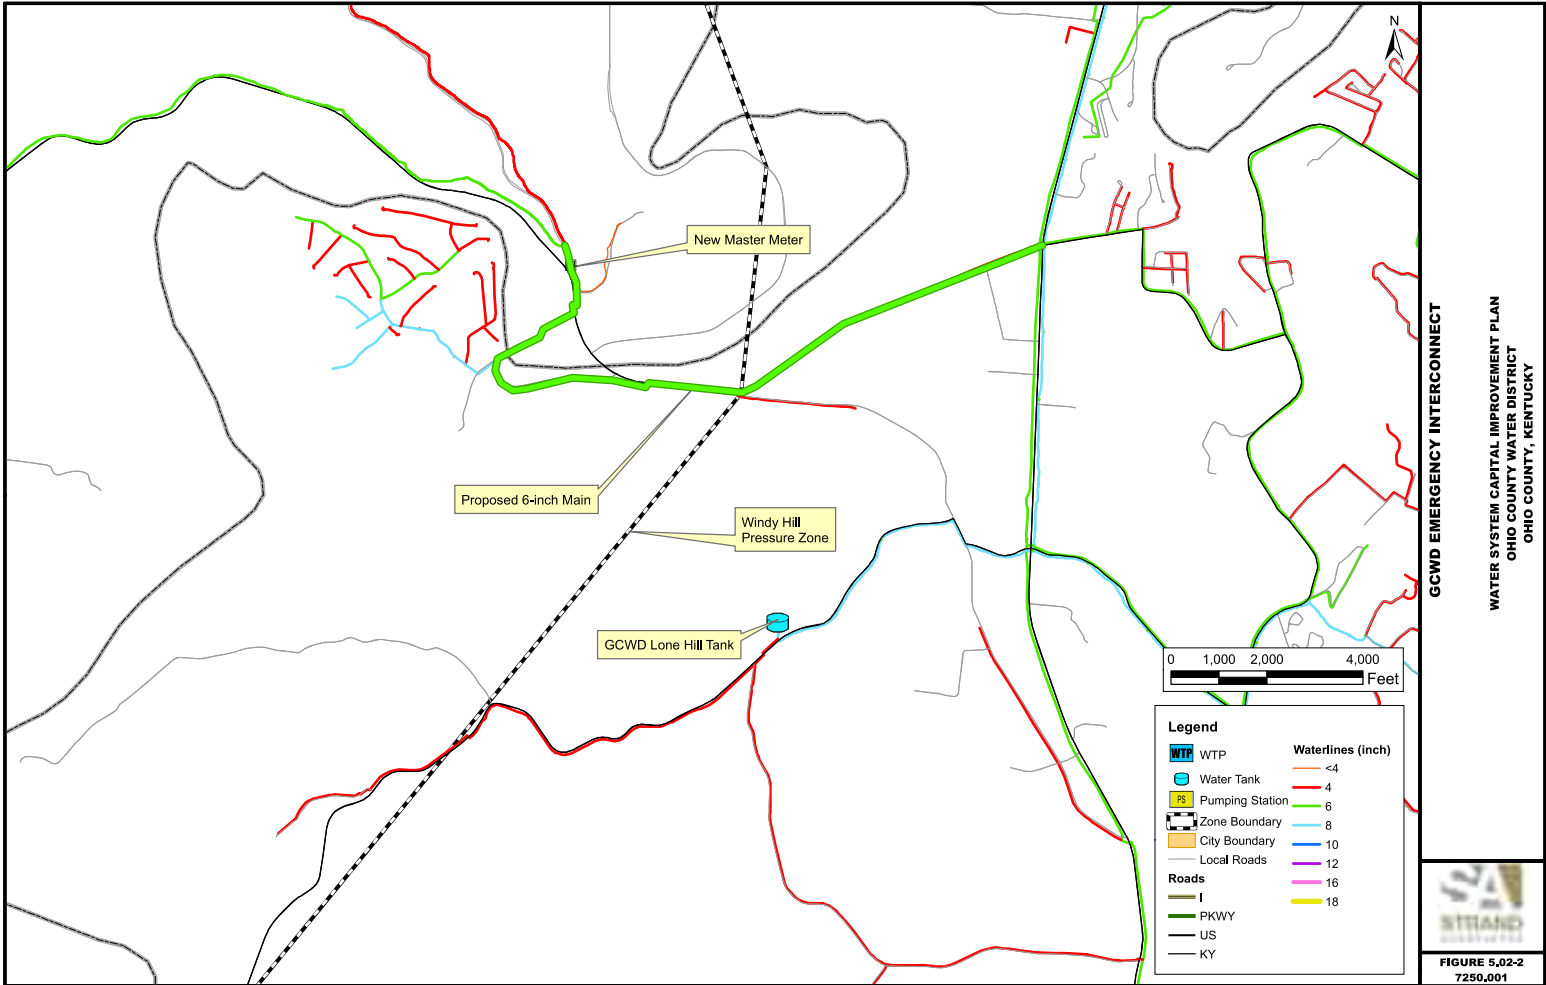 N
New Master Meter
Proposed 6-inch Main
Windy Hill
Pressure Zone
GCWD Lone Hill Tank
0 1,000 2,000 4,000
Feet
Legend
WTP WTP
Water Tank
PS Pumping Station
Zone Boundary
City Boundary
Local Roads
Roads
I
PKWY
US
KY
Waterlines (inch)
<4
4
6
8
10
12
16
18
GCWD EMERGENCY INTERCONNECT
WATER SYSTEM CAPITAL IMPROVEMENT PLAN
OHIO COUNTY WATER DISTRICT
OHIO COUNTY, KENTUCKY
STRAND
FIGURE 5.02-2
7250.001